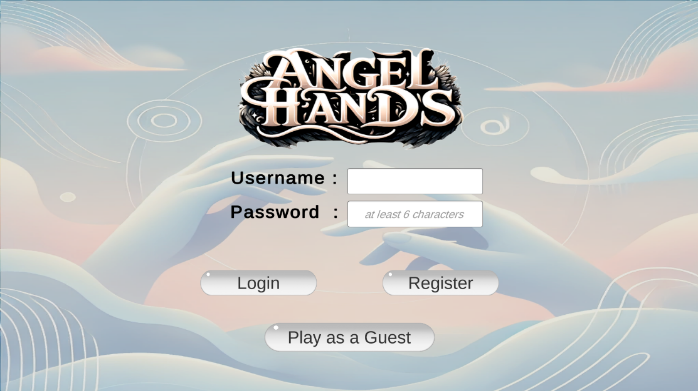 ANGEL
HANDS
Username :
Password :
at least 6 characters
Login
Register
Play as a Guest